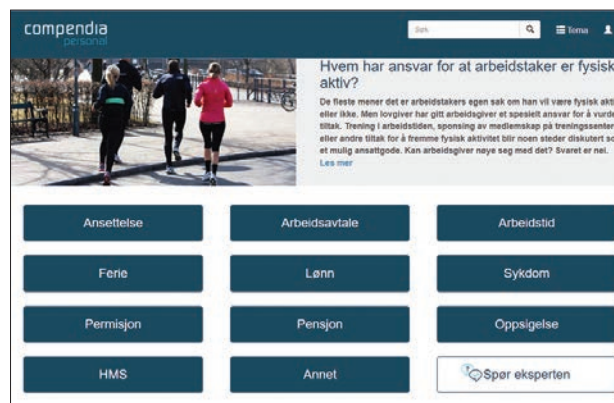 compendia
personal
Søk
Tema
Hvem har ansvar for at arbeidstaker er fysisk
aktiv?
De fleste mener det er arbeidstakers egen sak om han vil være fysisk akt
eller ikke. Men lovgiver har gitt arbeidsgiver et spesielt ansvar for å vurde
tiltak. Trening i arbeidstiden, sponsing av medlemskap på treningssenter
eller andre tiltak for å fremme fysisk aktivitet blir noen steder diskutert so
et mulig ansattgode. Kan arbeidsgiver nøye seg med det? Svaret er nei.
Les mer
Ansettelse
Arbeidsavtale
Arbeidstid
Ferie
Lønn
Sykdom
Permisjon
Pensjon
Oppsigelse
HMS
Annet
Spør eksperten